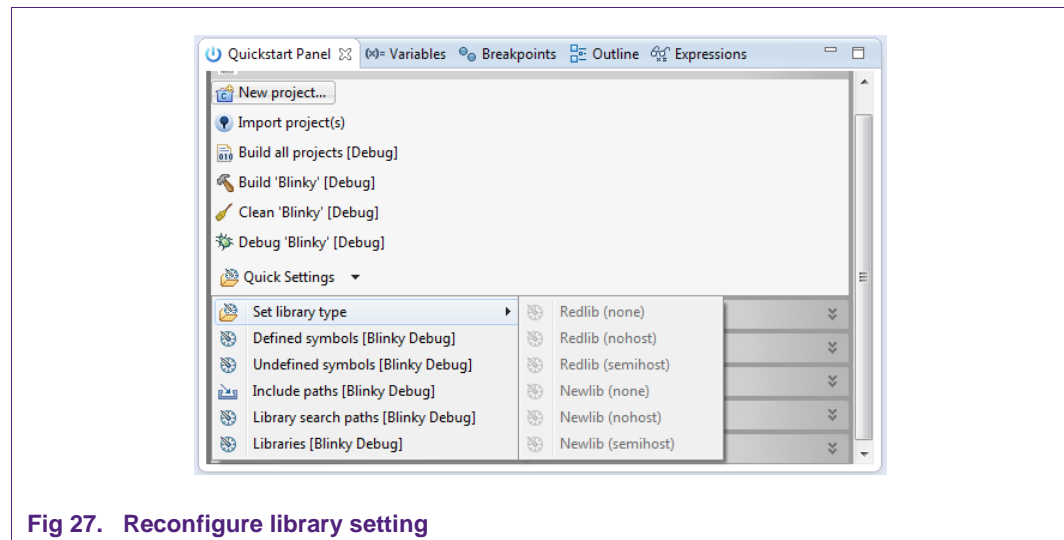 Quickstart Panel (x)= Variables Breakpoints Outline Expressions
New project...
Import project(s)
Build all projects [Debug]
Build 'Blinky' [Debug]
Clean 'Blinky' [Debug]
Debug 'Blinky' [Debug]
Quick Settings
Set library type
Defined symbols [Blinky Debug]
Undefined symbols [Blinky Debug]
Include paths [Blinky Debug]
Library search paths [Blinky Debug]
Libraries [Blinky Debug]
Redlib (none)
Redlib (nohost)
Redlib (semihost)
Newlib (none)
Newlib (nohost)
Newlib (semihost)
Fig 27. Reconfigure library setting